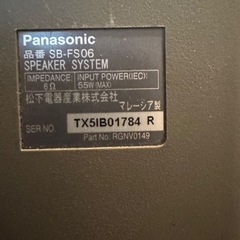 Panasonic
品番 SB-FS06
SPEAKER SYSTEM
IMPEDANCE INPUT POWER(IEC)
6Ω 55W(MAX)
松下電器産業株式会社
マレーシア製
SER NO. TX5IB01784 R
Part No: RGNV0149